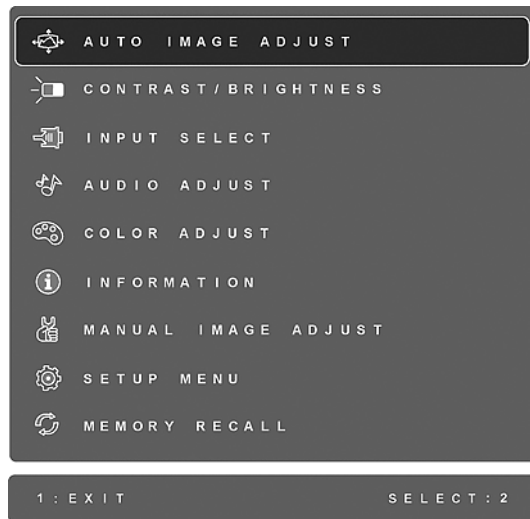 AUTO IMAGE ADJUST
CONTRAST/BRIGHTNESS
INPUT SELECT
AUDIO ADJUST
COLOR ADJUST
INFORMATION
MANUAL IMAGE ADJUST
SETUP MENU
MEMORY RECALL
1:EXIT SELECT:2